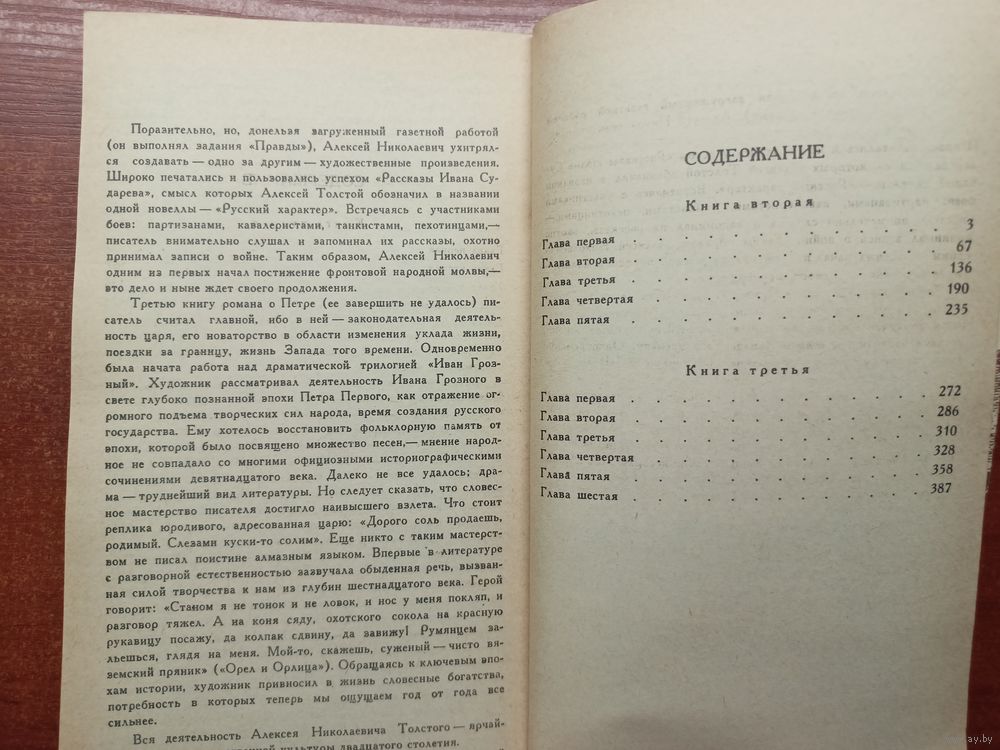 Поразительно, но, донельзя загруженный газетной работой
(он выполнял задания «Правды»), Алексей Николаевич ухитрял-
ся создавать — одно за другим — художественные произведения.
Широко печатались и пользовались успехом «Рассказы Ивана Су-
дарева», смысл которых Алексей Толстой обозначил в названии
одной новеллы — «Русский характер». Встречаясь с участниками
боев: партизанами, кавалеристами, танкистами, пехотинцами,—
писатель внимательно слушал и запоминал их рассказы, охотно
принимал записи о войне. Таким образом, Алексей Николаевич
одним из первых начал постижение фронтовой народной молвы,—
это дело и ныне ждет своего продолжения.
Третью книгу романа о Петре (ее завершить не удалось) пи-
сатель считал главной, ибо в ней — законодательная деятель-
ность царя, его новаторство в области изменения уклада жизни,
поездки за границу, жизнь Запада того времени. Одновременно
была начата работа над драматической трилогией «Иван Гроз-
ный». Художник рассматривал деятельность Ивана Грозного в
свете глубоко познанной эпохи Петра Первого, как отражение ог-
ромного подъема творческих сил народа, время создания русского
государства. Ему хотелось восстановить фольклорную память от
эпохи, которой было посвящено множество песен,— мнение народ-
ное не совпадало со многими официозными историографическими
сочинениями девятнадцатого века. Далеко не все удалось; дра-
ма — труднейший вид литературы. Но следует сказать, что словес-
ное мастерство писателя достигло наивысшего взлета. Что стоит
реплика юродивого, адресованная царю: «Дорого соль продаешь,
родимый. Слезами куски-то солим». Еще никто с таким мастерст-
вом не писал поистине алмазным языком. Впервые в литературе
с разговорной естественностью зазвучала обыденная речь, вызван-
ная силой творчества к нам из глубин шестнадцатого века. Герой
говорит: «Станом я не тонок и не ловок, и нос у меня покляп, и
разговор тяжел. А на коня сяду, охотского сокола на красную
рукавицу посажу, да колпак сдвину, да завижу! Румянцем за-
льешься, глядя на меня. Мой-то, скажешь, суженый — чисто вя-
земский пряник» («Орел и Орлица»). Обращаясь к ключевым эпо-
хам истории, художник привносил в жизнь словесные богатства,
потребность в которых теперь мы ощущаем год от года все
сильнее.
Вся деятельность Алексея Николаевича Толстого — ярчай-
культуры двадцатого столетия.
СОДЕРЖАНИЕ
Книга вторая
Глава первая . . . . . . . . . . . . 3
Глава вторая . . . . . . . . . . . . 67
Глава третья . . . . . . . . . . . . 136
Глава четвертая . . . . . . . . . . . 190
Глава пятая . . . . . . . . . . . . 235
Книга третья
Глава первая . . . . . . . . . . . . 272
Глава вторая . . . . . . . . . . . . 286
Глава третья . . . . . . . . . . . . 310
Глава четвертая . . . . . . . . . . . 328
Глава пятая . . . . . . . . . . . . 358
Глава шестая . . . . . . . . . . . . 387
ay.by